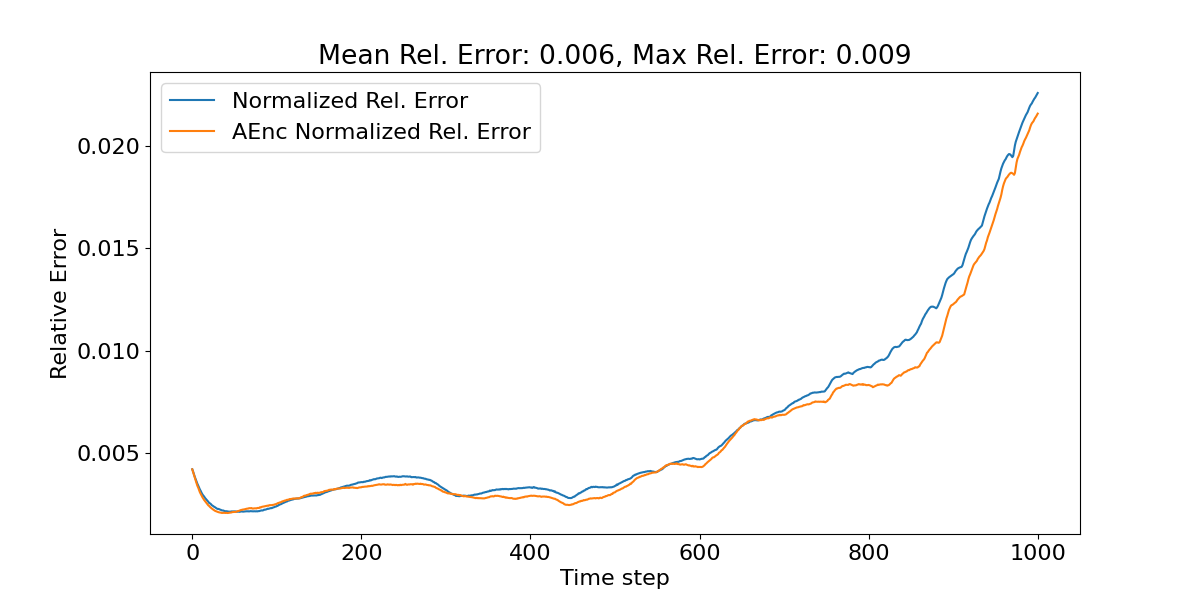 Mean Rel. Error: 0.006, Max Rel. Error: 0.009
Normalized Rel. Error
AEnc Normalized Rel. Error
0.020
0.015
0.010
0.005
Relative Error
0 200 400 600 800 1000
Time step